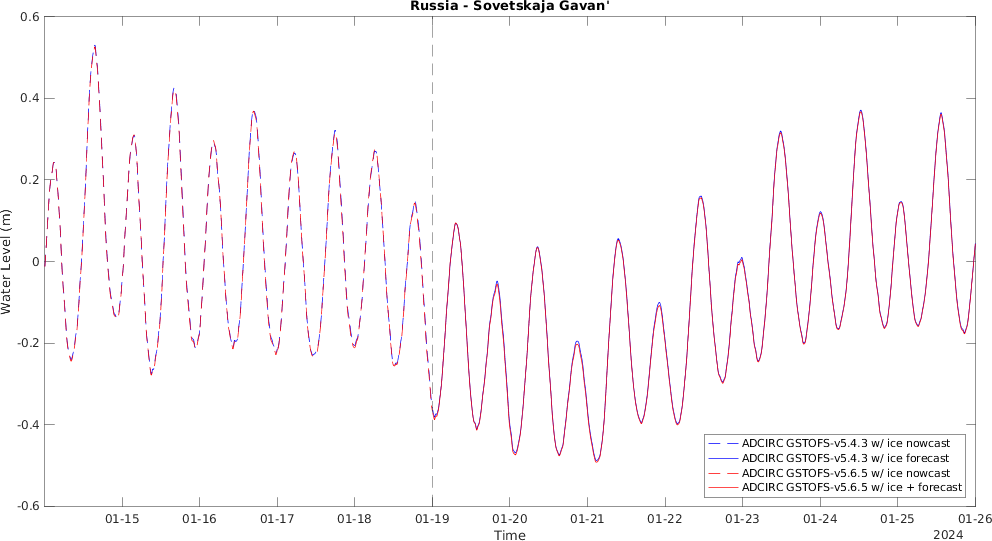 Russia - Sovetskaja Gavan'
0.6
0.4
0.2
0
-0.2
-0.4
-0.6
Water Level (m)
ADCIRC GSTOFS-v5.4.3 w/ ice nowcast
ADCIRC GSTOFS-v5.4.3 w/ ice forecast
ADCIRC GSTOFS-v5.6.5 w/ ice nowcast
ADCIRC GSTOFS-v5.6.5 w/ ice + forecast
01-15 01-16 01-17 01-18 01-19 01-20 01-21 01-22 01-23 01-24 01-25 01-26
Time
2024